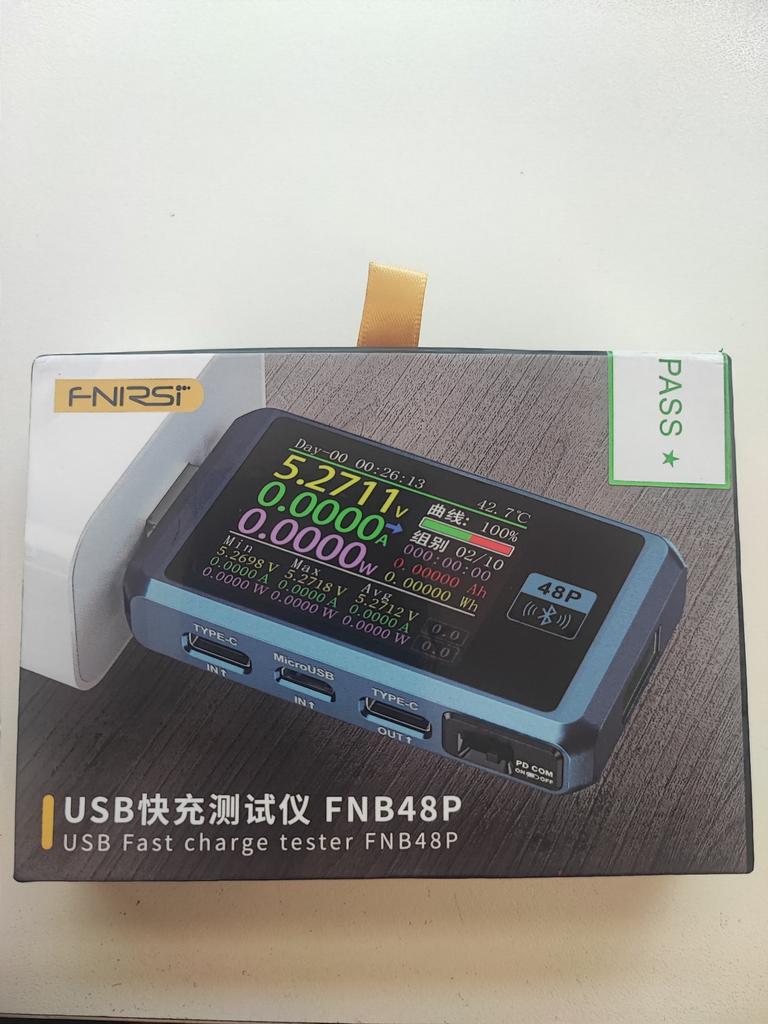 FNIRSI
PASS ★
Day-00 00:26:13
42.7℃
5.2711V
0.0000A
0.0000W
曲线: 100%
组别 02/10
000:00:00
0.00000 Ah
0.00000 Wh
Min Max Avg
5.2698 V 5.2718 V 5.2712 V
0.0000 A 0.0000 A 0.0000 A
0.0000 W 0.0000 W 0.0000 W
0.0
0.0
48P
TYPE-C
IN↑
MicroUSB
IN↑
TYPE-C
OUT↑
PD COM
ON OFF
USB快充测试仪 FNB48P
USB Fast charge tester FNB48P